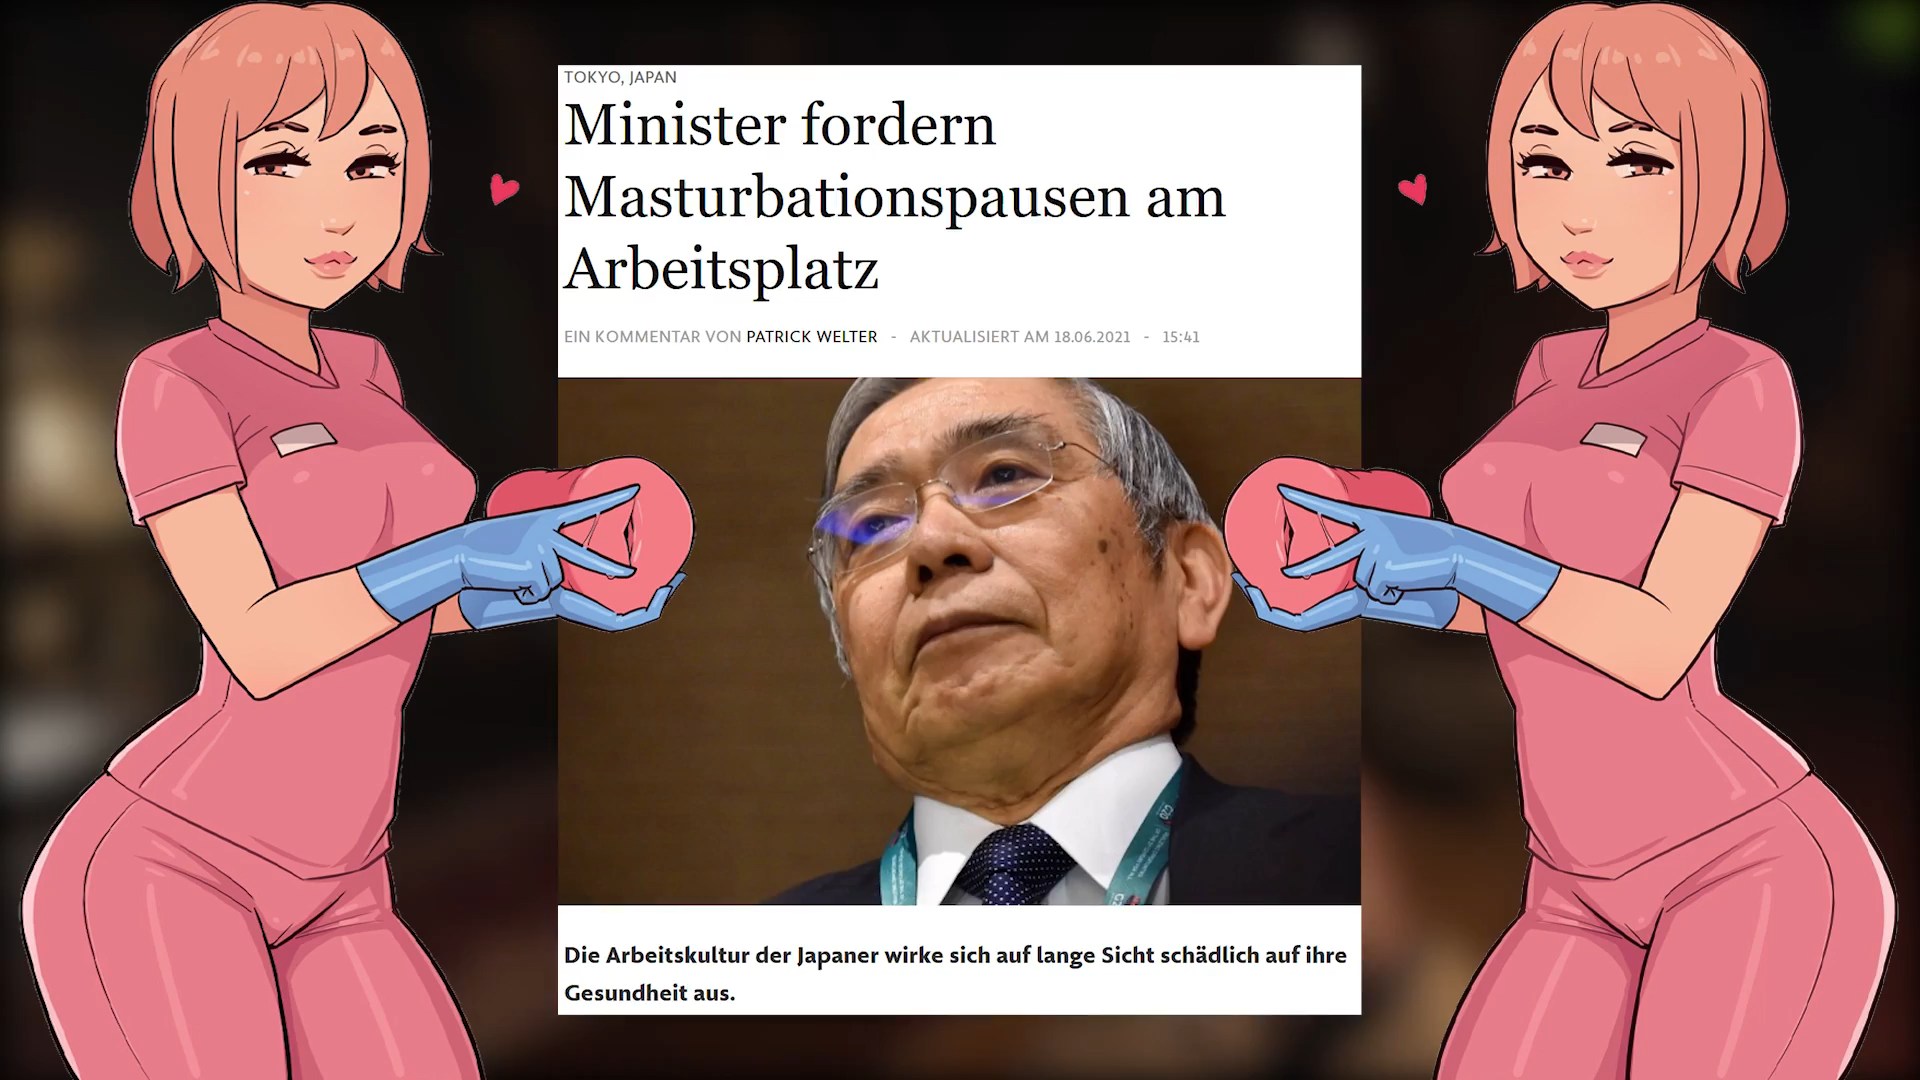 TOKYO, JAPAN
Minister fordern
Masturbationspausen am
Arbeitsplatz
EIN KOMMENTAR VON PATRICK WELTER - AKTUALISIERT AM 18.06.2021 - 15:41
Die Arbeitskultur der Japaner wirke sich auf lange Sicht schädlich auf ihre
Gesundheit aus.